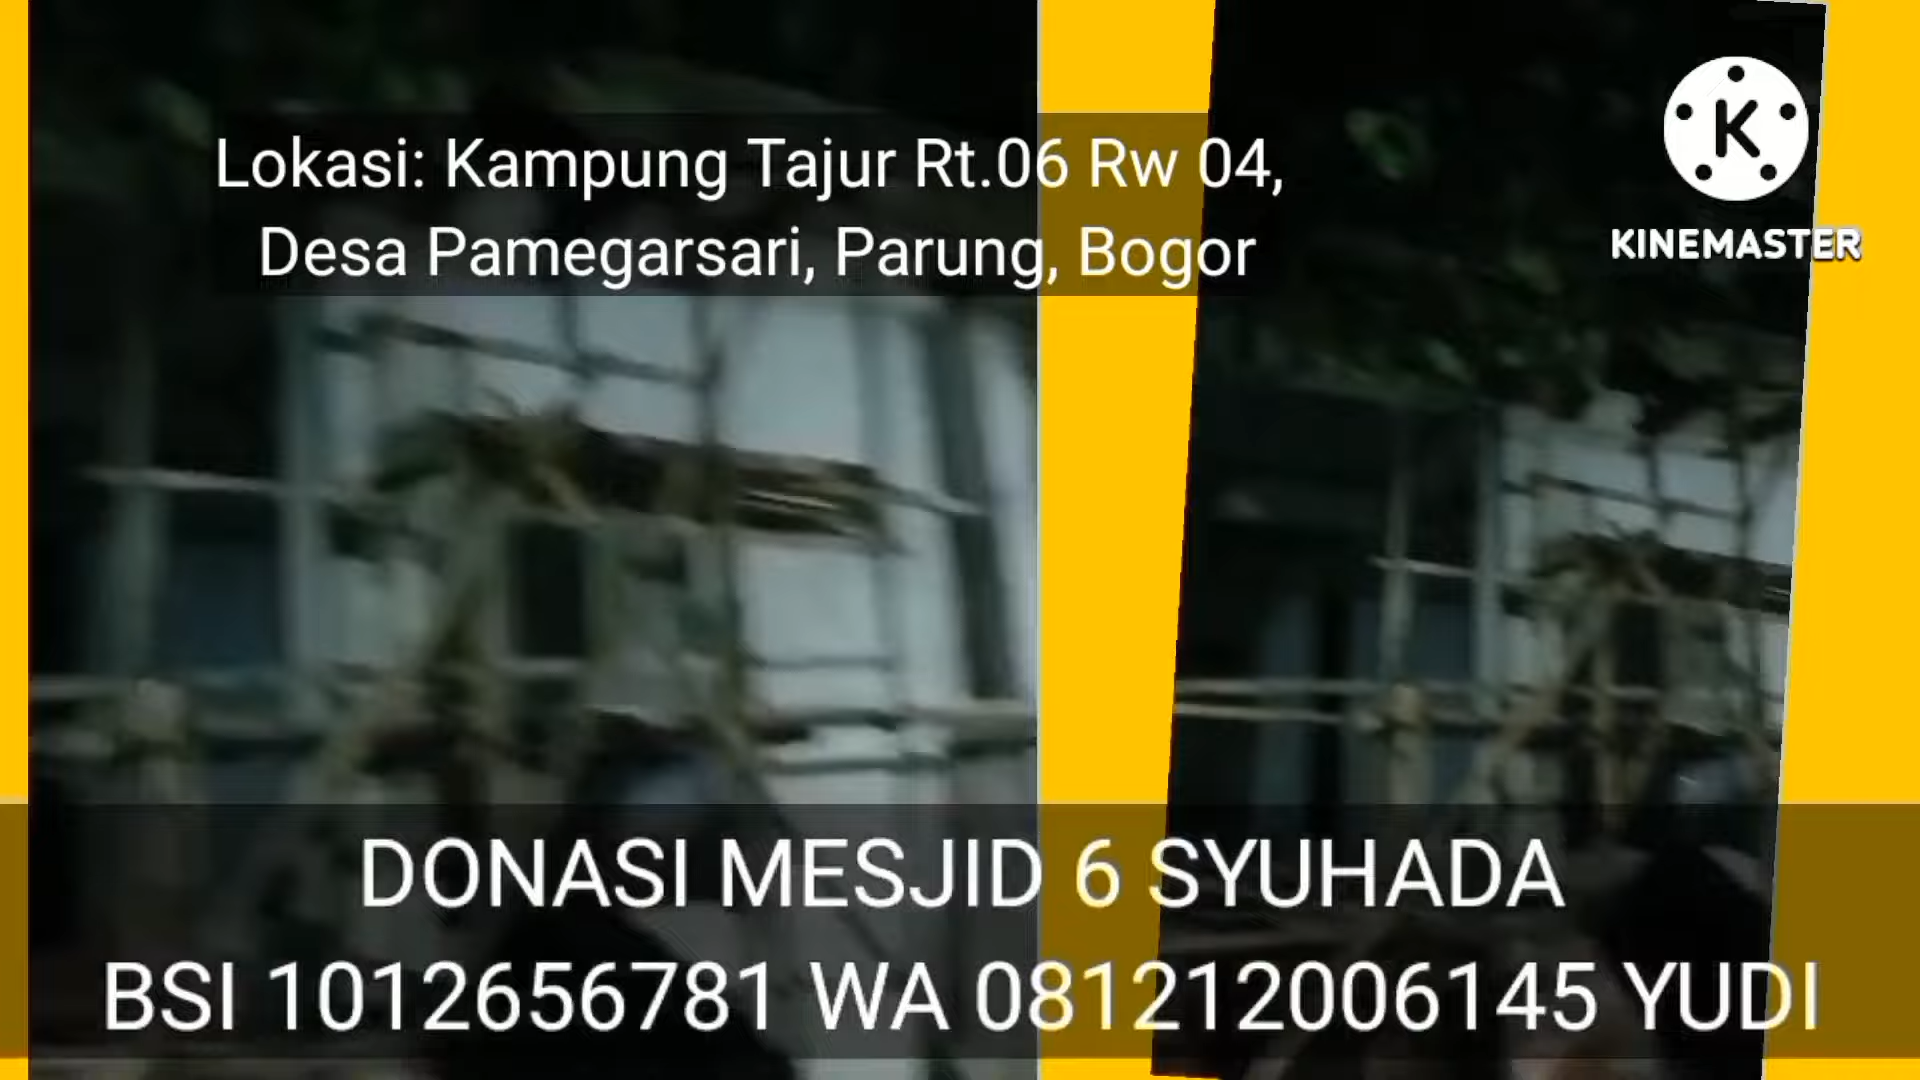 Lokasi: Kampung Tajur Rt.06 Rw 04,
Desa Pamegarsari, Parung, Bogor
K
KINEMASTER
DONASI MESJID 6 SYUHADA
BSI 1012656781 WA 081212006145 YUDI